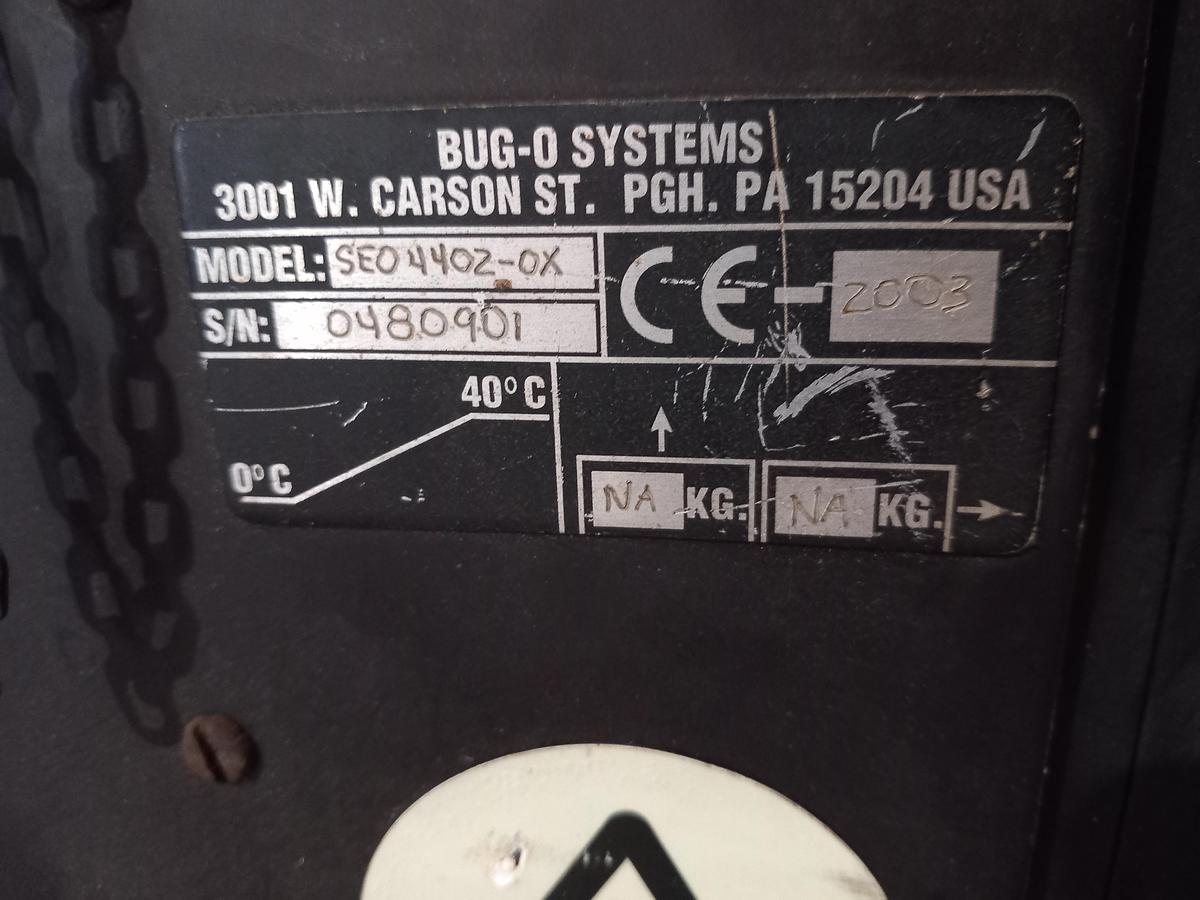 BUG-O SYSTEMS
3001 W. CARSON ST. PGH. PA 15204 USA
MODEL: SEO4402-0X
S/N: 0480901
CE-2003
40°C
0°C
NA KG. NA KG.